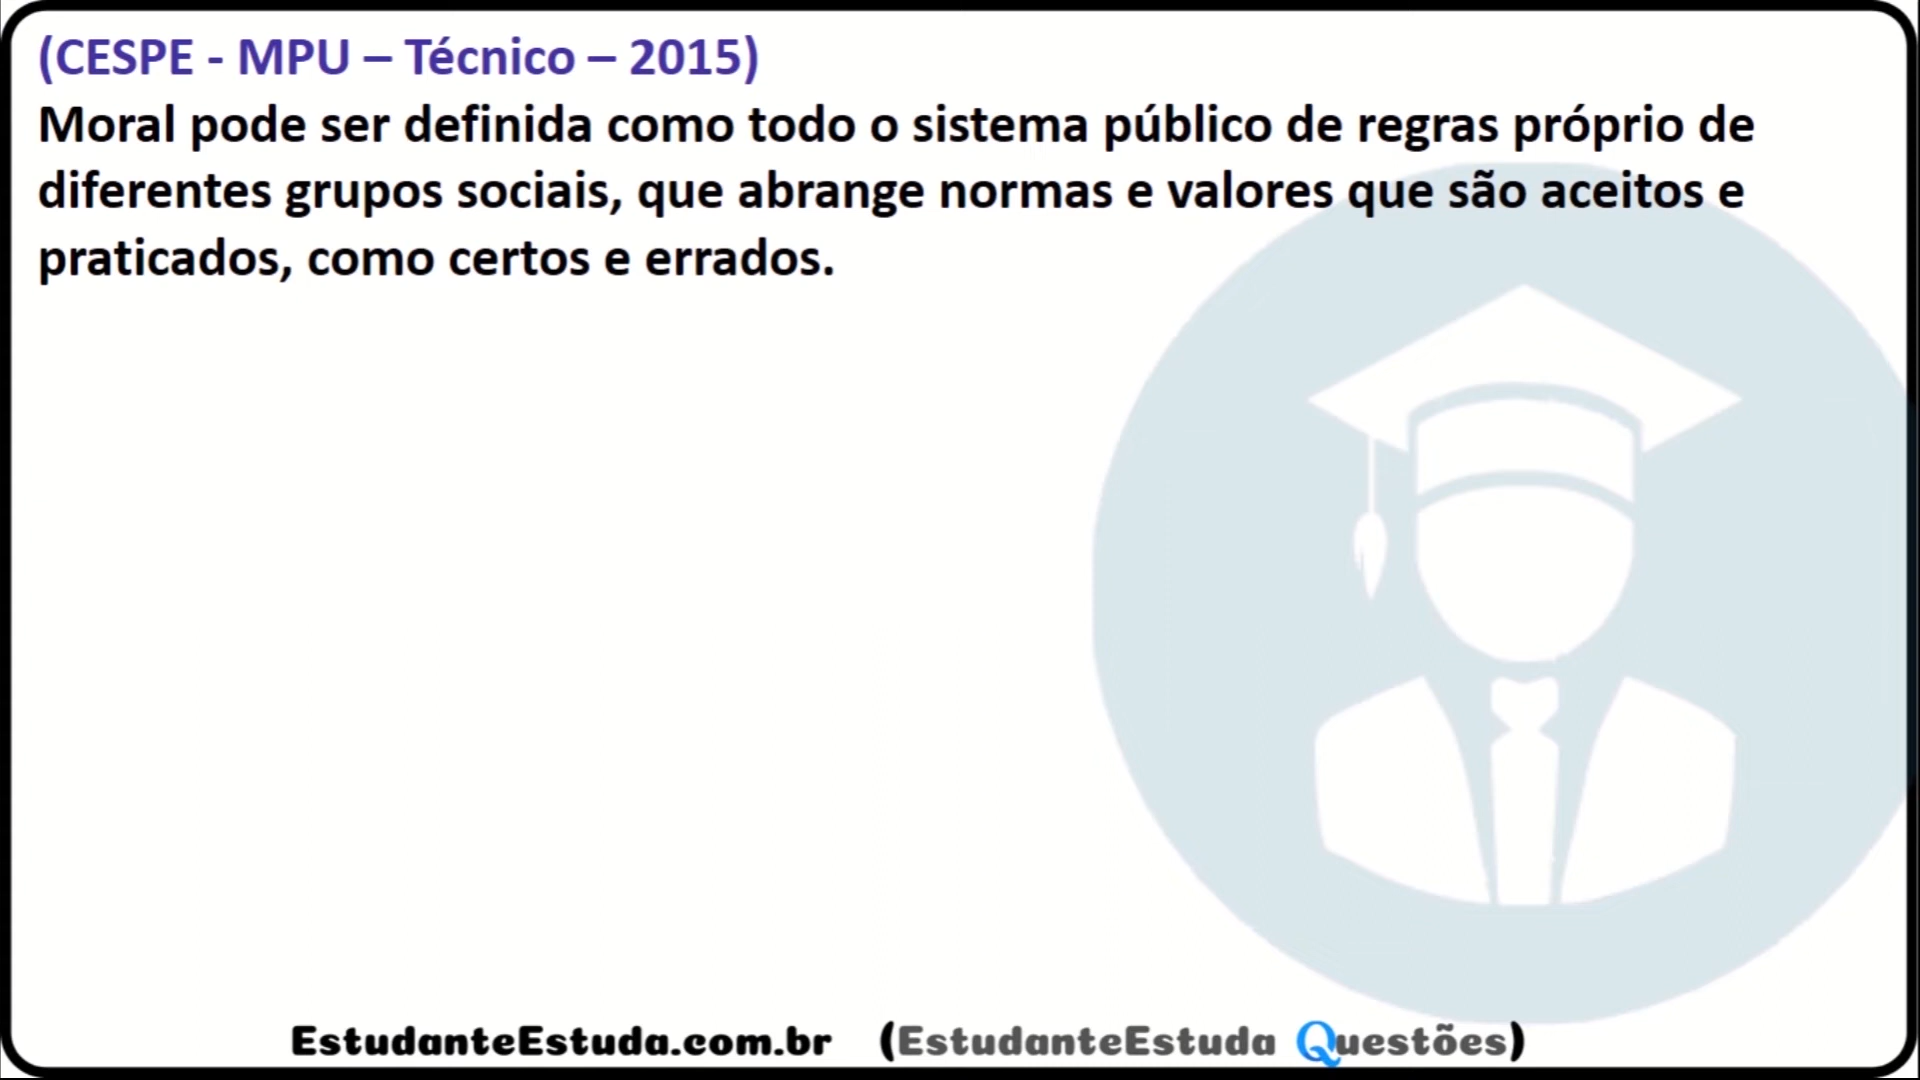 (CESPE - MPU – Técnico – 2015)
Moral pode ser definida como todo o sistema público de regras próprio de
diferentes grupos sociais, que abrange normas e valores que são aceitos e
praticados, como certos e errados.
EstudanteEstuda.com.br (EstudanteEstuda Questões)